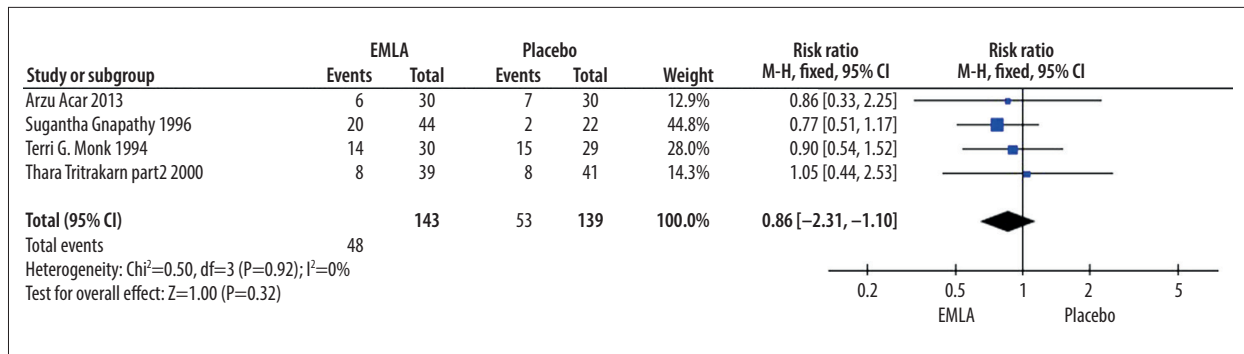 EMLA Placebo Risk ratio Risk ratio
Study or subgroup Events Total Events Total Weight M-H, fixed, 95% CI M-H, fixed, 95% CI
Arzu Acar 2013 6 30 7 30 12.9% 0.86 [0.33, 2.25]
Sugantha Gnapathy 1996 20 44 2 22 44.8% 0.77 [0.51, 1.17]
Terri G. Monk 1994 14 30 15 29 28.0% 0.90 [0.54, 1.52]
Thara Tritrakarn part2 2000 8 39 8 41 14.3% 1.05 [0.44, 2.53]
Total (95% CI) 143 53 139 100.0% 0.86 [–2.31, –1.10]
Total events 48
Heterogeneity: Chi²=0.50, df=3 (P=0.92); I²=0%
Test for overall effect: Z=1.00 (P=0.32)
0.2 0.5 1 2 5
EMLA Placebo